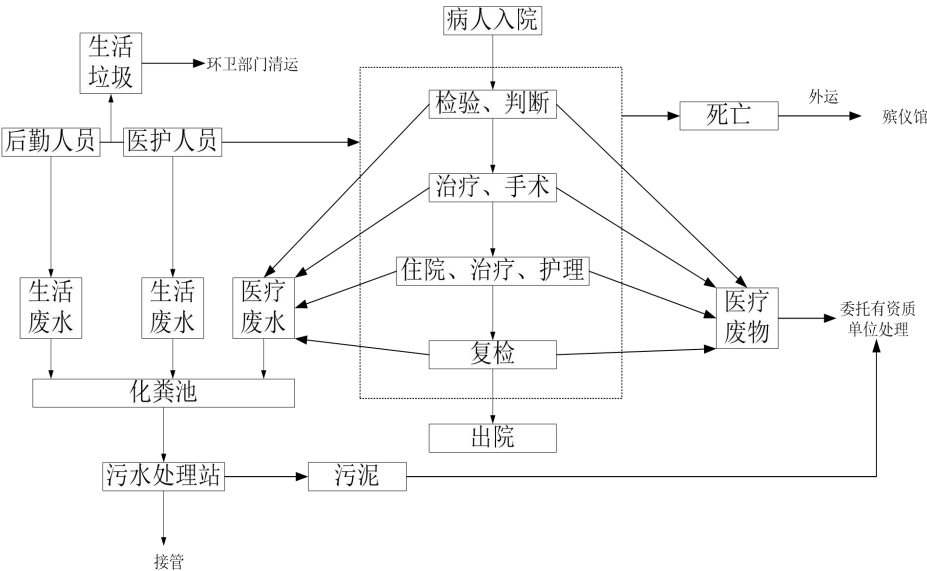 病人入院
生活
垃圾
环卫部门清运
检验、判断
外运
死亡
殡仪馆
后勤人员
医护人员
治疗、手术
住院、治疗、护理
生活
废水
生活
废水
医疗
废水
医疗
废物
委托有资质
单位处理
复检
化粪池
出院
污水处理站
污泥
接管